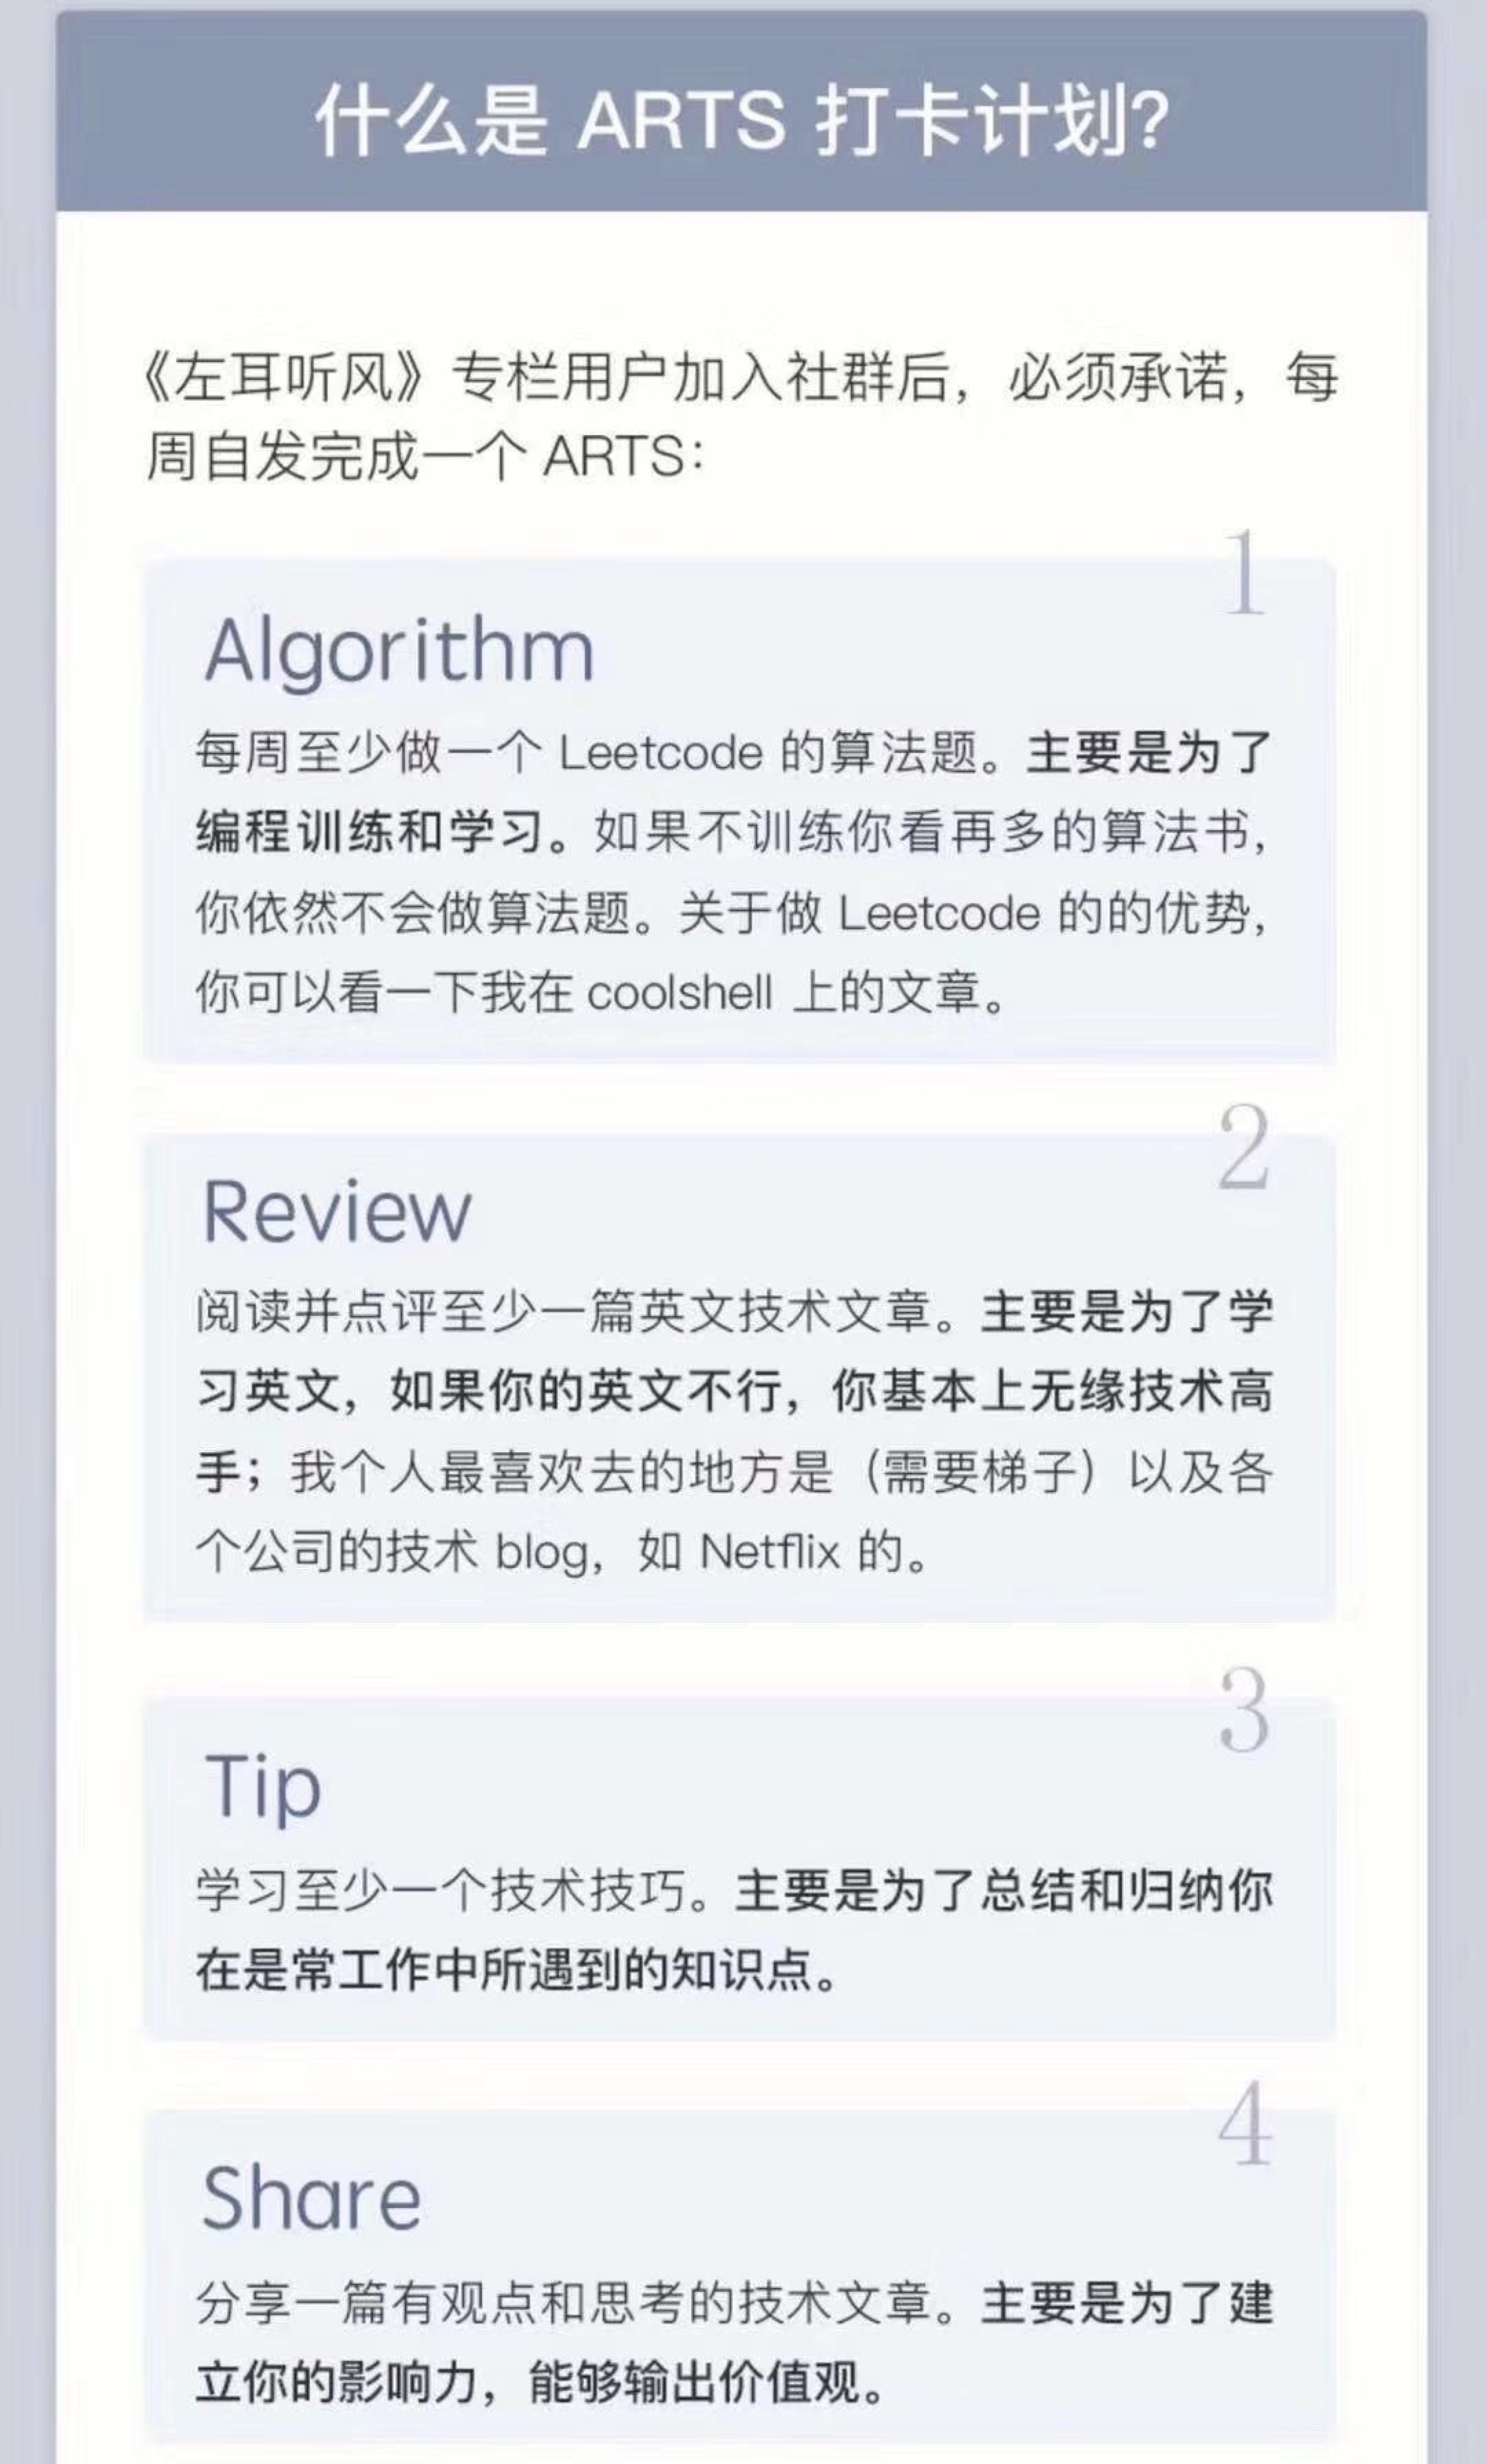 什么是 ARTS 打卡计划?
《左耳听风》专栏用户加入社群后，必须承诺，每
周自发完成一个 ARTS：
1
Algorithm
每周至少做一个 Leetcode 的算法题。主要是为了
编程训练和学习。如果不训练你看再多的算法书，
你依然不会做算法题。关于做 Leetcode 的的优势，
你可以看一下我在 coolshell 上的文章。
2
Review
阅读并点评至少一篇英文技术文章。主要是为了学
习英文，如果你的英文不行，你基本上无缘技术高
手；我个人最喜欢去的地方是（需要梯子）以及各
个公司的技术 blog，如 Netflix 的。
3
Tip
学习至少一个技术技巧。主要是为了总结和归纳你
在是常工作中所遇到的知识点。
4
Share
分享一篇有观点和思考的技术文章。主要是为了建
立你的影响力，能够输出价值观。